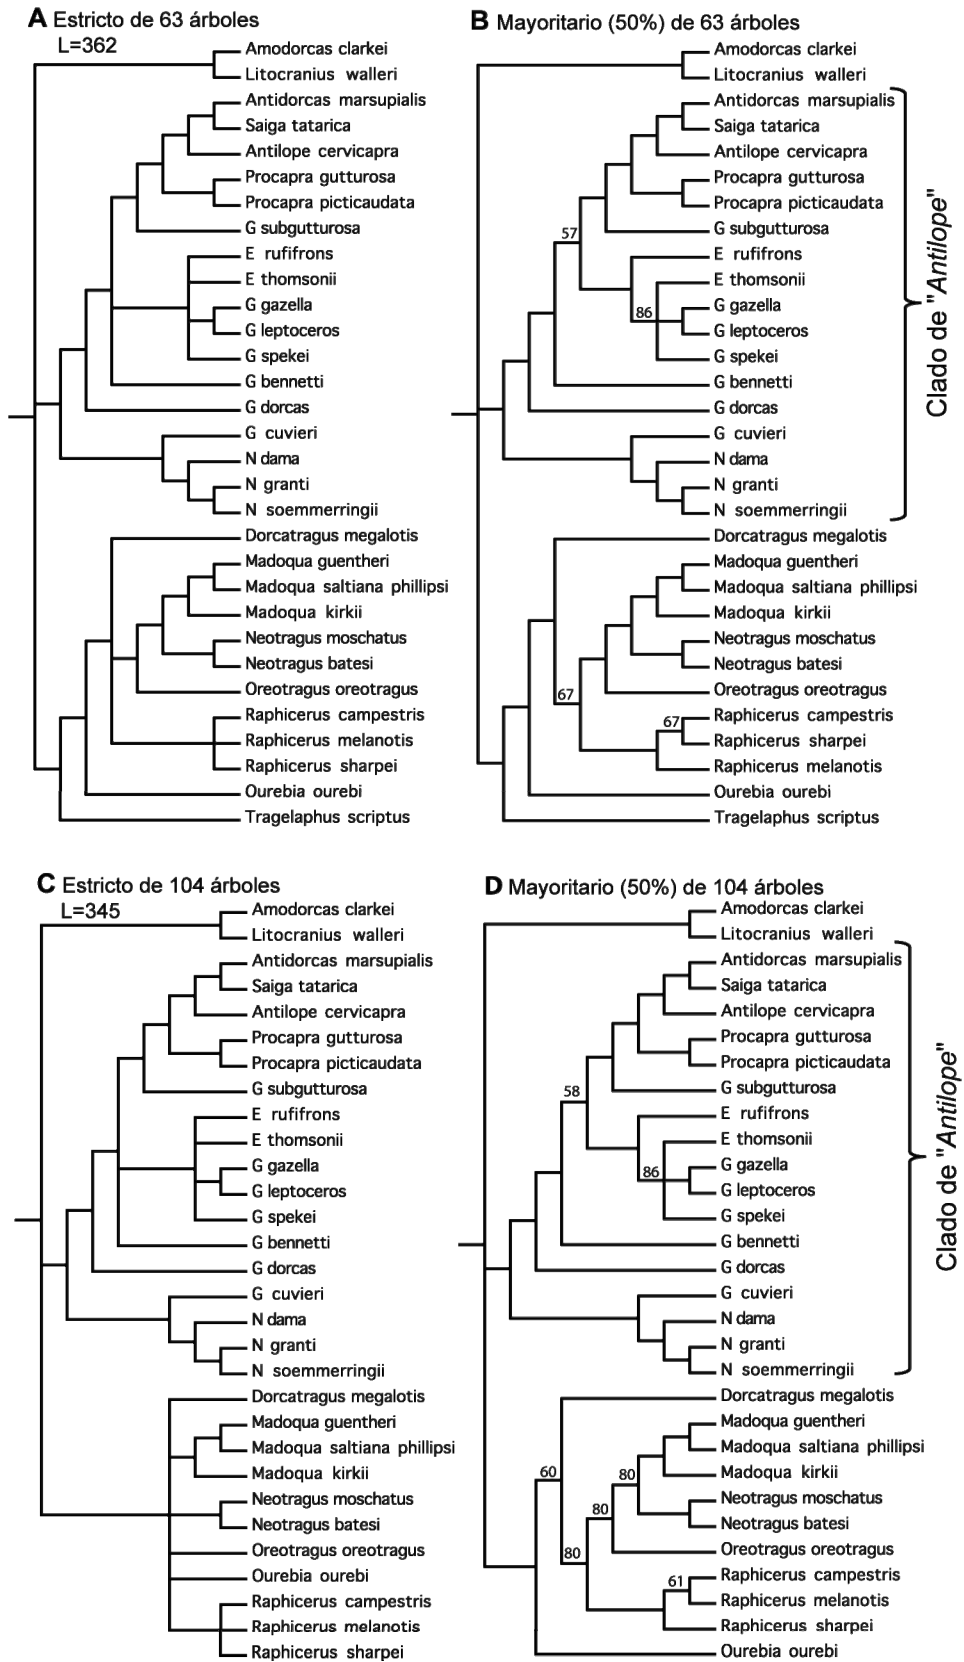 A Estricto de 63 árboles
L=362
Amodorcas clarkei
Litocranius walleri
Antidorcas marsupialis
Saiga tatarica
Antilope cervicapra
Procapra gutturosa
Procapra picticaudata
G subgutturosa
E rufifrons
E thomsonii
G gazella
G leptoceros
G spekei
G bennetti
G dorcas
G cuvieri
N dama
N granti
N soemmerringii
Dorcatragus megalotis
Madoqua guentheri
Madoqua saltiana phillipsi
Madoqua kirkii
Neotragus moschatus
Neotragus batesi
Oreotragus oreotragus
Raphicerus campestris
Raphicerus melanotis
Raphicerus sharpei
Ourebia ourebi
Tragelaphus scriptus
B Mayoritario (50%) de 63 árboles
Amodorcas clarkei
Litocranius walleri
Antidorcas marsupialis
Saiga tatarica
Antilope cervicapra
Procapra gutturosa
Procapra picticaudata
G subgutturosa
57
E rufifrons
E thomsonii
G gazella
86
G leptoceros
G spekei
G bennetti
G dorcas
G cuvieri
N dama
N granti
N soemmerringii
Clado de "Antilope"
Dorcatragus megalotis
Madoqua guentheri
Madoqua saltiana phillipsi
Madoqua kirkii
Neotragus moschatus
Neotragus batesi
Oreotragus oreotragus
67
Raphicerus campestris
67
Raphicerus sharpei
Raphicerus melanotis
Ourebia ourebi
Tragelaphus scriptus
C Estricto de 104 árboles
L=345
Amodorcas clarkei
Litocranius walleri
Antidorcas marsupialis
Saiga tatarica
Antilope cervicapra
Procapra gutturosa
Procapra picticaudata
G subgutturosa
E rufifrons
E thomsonii
G gazella
G leptoceros
G spekei
G bennetti
G dorcas
G cuvieri
N dama
N granti
N soemmerringii
Dorcatragus megalotis
Madoqua guentheri
Madoqua saltiana phillipsi
Madoqua kirkii
Neotragus moschatus
Neotragus batesi
Oreotragus oreotragus
Ourebia ourebi
Raphicerus campestris
Raphicerus melanotis
Raphicerus sharpei
D Mayoritario (50%) de 104 árboles
Amodorcas clarkei
Litocranius walleri
Antidorcas marsupialis
Saiga tatarica
Antilope cervicapra
Procapra gutturosa
Procapra picticaudata
G subgutturosa
58
E rufifrons
E thomsonii
G gazella
86
G leptoceros
G spekei
G bennetti
G dorcas
G cuvieri
N dama
N granti
N soemmerringii
Clado de "Antilope"
Dorcatragus megalotis
Madoqua guentheri
Madoqua saltiana phillipsi
Madoqua kirkii
60
80
Neotragus moschatus
80
Neotragus batesi
Oreotragus oreotragus
80
Raphicerus campestris
61
Raphicerus melanotis
Raphicerus sharpei
Ourebia ourebi